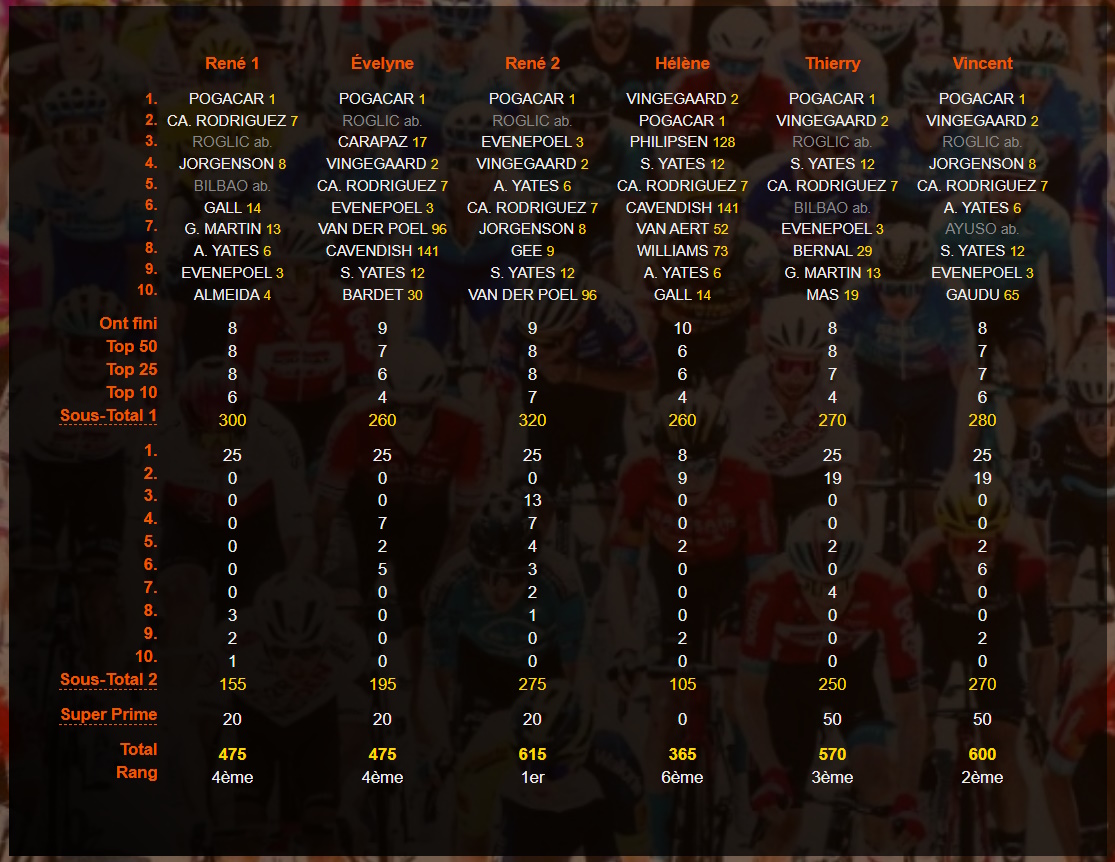 René 1 Évelyne René 2 Hélène Thierry Vincent
1. POGACAR 1 POGACAR 1 POGACAR 1 VINGEGAARD 2 POGACAR 1 POGACAR 1
2. CA. RODRIGUEZ 7 ROGLIC ab. ROGLIC ab. POGACAR 1 VINGEGAARD 2 VINGEGAARD 2
3. ROGLIC ab. CARAPAZ 17 EVENEPOEL 3 PHILIPSEN 128 ROGLIC ab. ROGLIC ab.
4. JORGENSON 8 VINGEGAARD 2 VINGEGAARD 2 S. YATES 12 S. YATES 12 JORGENSON 8
5. BILBAO ab. CA. RODRIGUEZ 7 A. YATES 6 CA. RODRIGUEZ 7 CA. RODRIGUEZ 7 CA. RODRIGUEZ 7
6. GALL 14 EVENEPOEL 3 CA. RODRIGUEZ 7 CAVENDISH 141 BILBAO ab. A. YATES 6
7. G. MARTIN 13 VAN DER POEL 96 JORGENSON 8 VAN AERT 52 EVENEPOEL 3 AYUSO ab.
8. A. YATES 6 CAVENDISH 141 GEE 9 WILLIAMS 73 BERNAL 29 S. YATES 12
9. EVENEPOEL 3 S. YATES 12 S. YATES 12 A. YATES 6 G. MARTIN 13 EVENEPOEL 3
10. ALMEIDA 4 BARDET 30 VAN DER POEL 96 GALL 14 MAS 19 GAUDU 65
Ont fini 8 9 9 10 8 8
Top 50 8 7 8 6 8 7
Top 25 8 6 8 6 7 7
Top 10 6 4 7 4 4 6
Sous-Total 1 300 260 320 260 270 280
1. 25 25 25 8 25 25
2. 0 0 0 9 19 19
3. 0 0 13 0 0 0
4. 0 7 7 0 0 0
5. 0 2 4 2 2 2
6. 0 5 3 0 0 6
7. 0 0 2 0 4 0
8. 3 0 1 0 0 0
9. 2 0 0 2 0 2
10. 1 0 0 0 0 0
Sous-Total 2 155 195 275 105 250 270
Super Prime 20 20 20 0 50 50
Total 475 475 615 365 570 600
Rang 4ème 4ème 1er 6ème 3ème 2ème